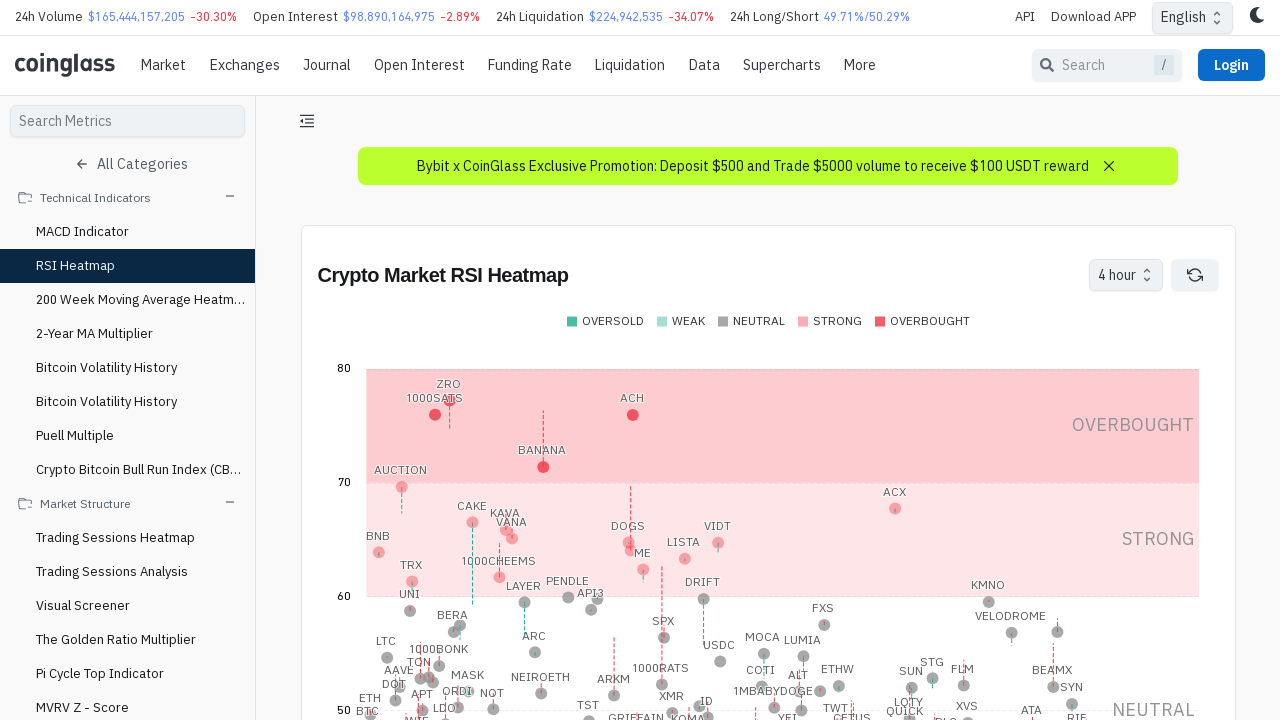 24h Volume $165,444,157,205 -30.30% Open Interest $98,890,164,975 -2.89% 24h Liquidation $224,942,535 -34.07% 24h Long/Short 49.71%/50.29% API Download APP English
coinglass Market Exchanges Journal Open Interest Funding Rate Liquidation Data Supercharts More Search / Login
Search Metrics
All Categories
Technical Indicators
MACD Indicator
RSI Heatmap
200 Week Moving Average Heatm...
2-Year MA Multiplier
Bitcoin Volatility History
Bitcoin Volatility History
Puell Multiple
Crypto Bitcoin Bull Run Index (CB...
Market Structure
Trading Sessions Heatmap
Trading Sessions Analysis
Visual Screener
The Golden Ratio Multiplier
Pi Cycle Top Indicator
MVRV Z - Score
Bybit x CoinGlass Exclusive Promotion: Deposit $500 and Trade $5000 volume to receive $100 USDT reward
Crypto Market RSI Heatmap 4 hour
OVERSOLD WEAK NEUTRAL STRONG OVERBOUGHT
80
ZRO
1000SATS ACH
OVERBOUGHT
BANANA
AUCTION
70
ACX
CAKE
KAVA
VANA
DOGS VIDT
BNB
LISTA
STRONG
ME
1000CHEEMS
TRX
PENDLE DRIFT
LAYER KMNO
API3
UNI
60
FXS
BERA VELODROME
SPX
ARC MOCA
LTC LUMIA
USDC
1000BONK
TON STG
1000RATS
AAVE COTI ETHW SUN FLM BEAMX
MASK ALT
NEIROETH ARKM
DOT
SYN
ORDI NOT 1MBABYDOGE
APT
ETH XMR ID
LDO TST TWT LQTY XVS
BTC QUICK ATA
50 NEUTRAL